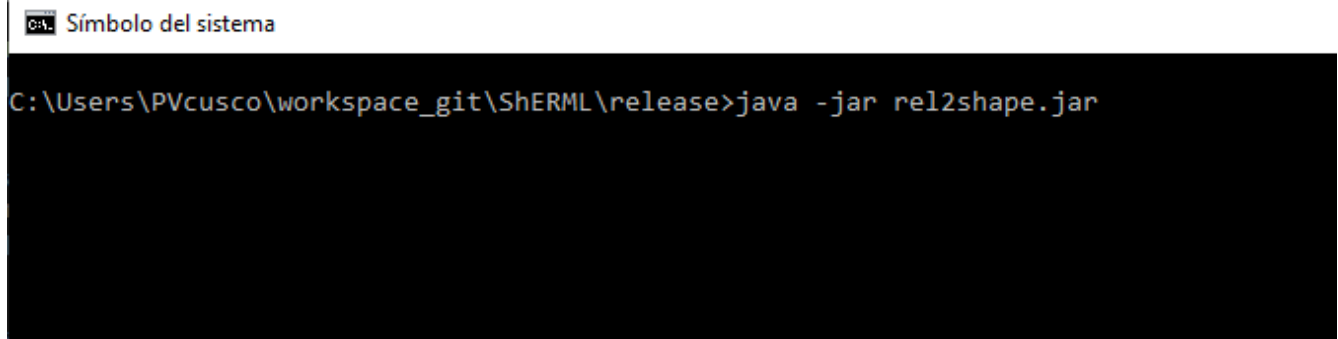 Símbolo del sistema
C:\Users\PVcusco\workspace_git\ShERML\release>java -jar rel2shape.jar